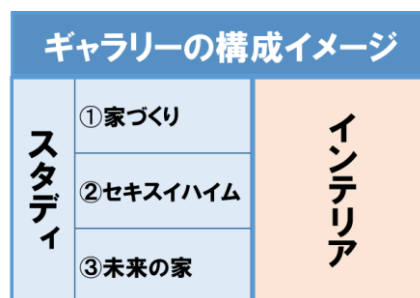 ギャラリーの構成イメージ
スタディ
①家づくり
②セキスイハイム
③未来の家
インテリア